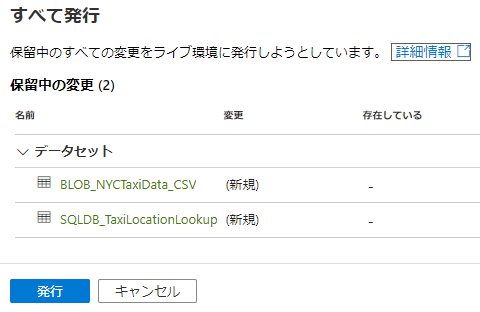 すべて発行
保留中のすべての変更をライブ環境に発行しようとしています。 詳細情報
保留中の変更 (2)
名前 変更 存在している
データセット
BLOB_NYCTaxiData_CSV (新規) -
SQLDB_TaxiLocationLookup (新規) -
発行 キャンセル